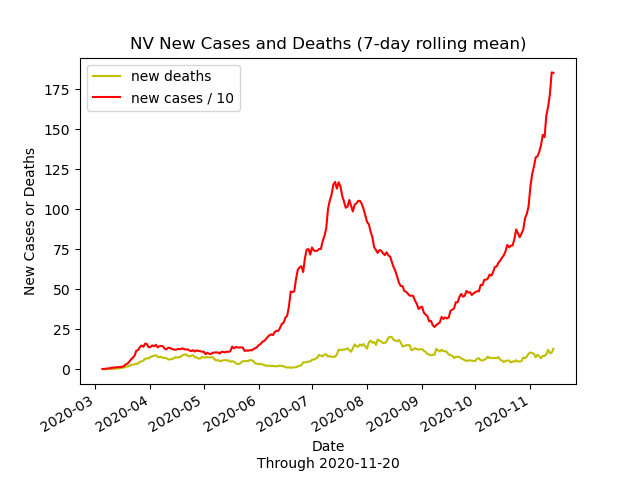 NV New Cases and Deaths (7-day rolling mean)
new deaths
new cases / 10
175
150
125
100
75
50
25
0
New Cases or Deaths
2020-03
2020-04
2020-05
2020-06
2020-07
2020-08
2020-09
2020-10
2020-11
Date
Through 2020-11-20